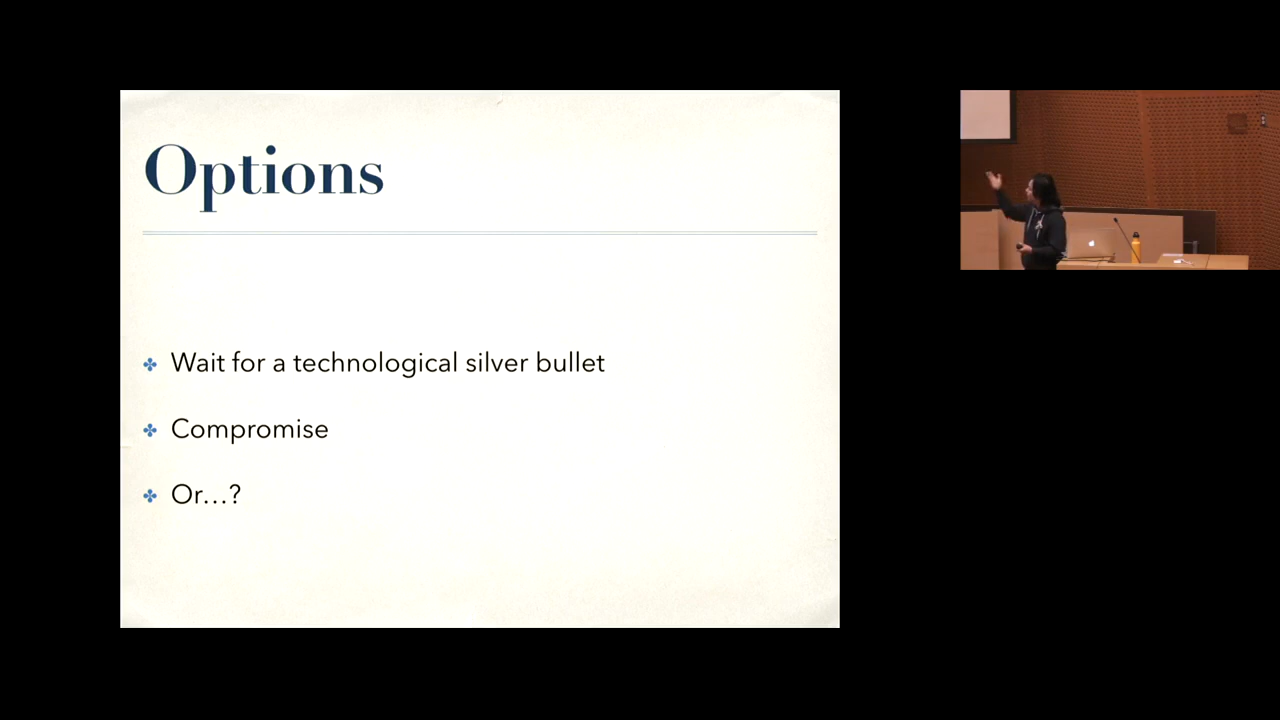 Options
Wait for a technological silver bullet
Compromise
Or…?